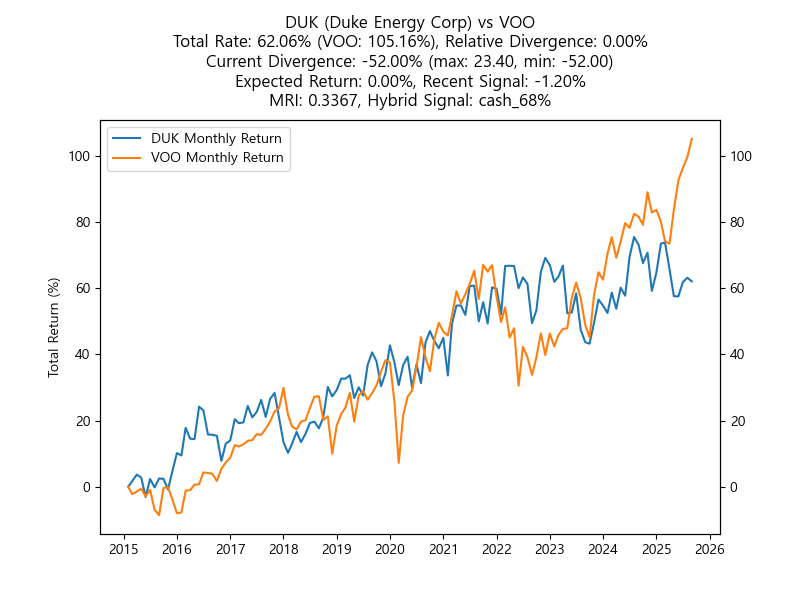 DUK (Duke Energy Corp) vs VOO
Total Rate: 62.06% (VOO: 105.16%), Relative Divergence: 0.00%
Current Divergence: -52.00% (max: 23.40, min: -52.00)
Expected Return: 0.00%, Recent Signal: -1.20%
MRI: 0.3367, Hybrid Signal: cash_68%
DUK Monthly Return
VOO Monthly Return
Total Return (%)
100
80
60
40
20
0
100
80
60
40
20
0
2015 2016 2017 2018 2019 2020 2021 2022 2023 2024 2025 2026